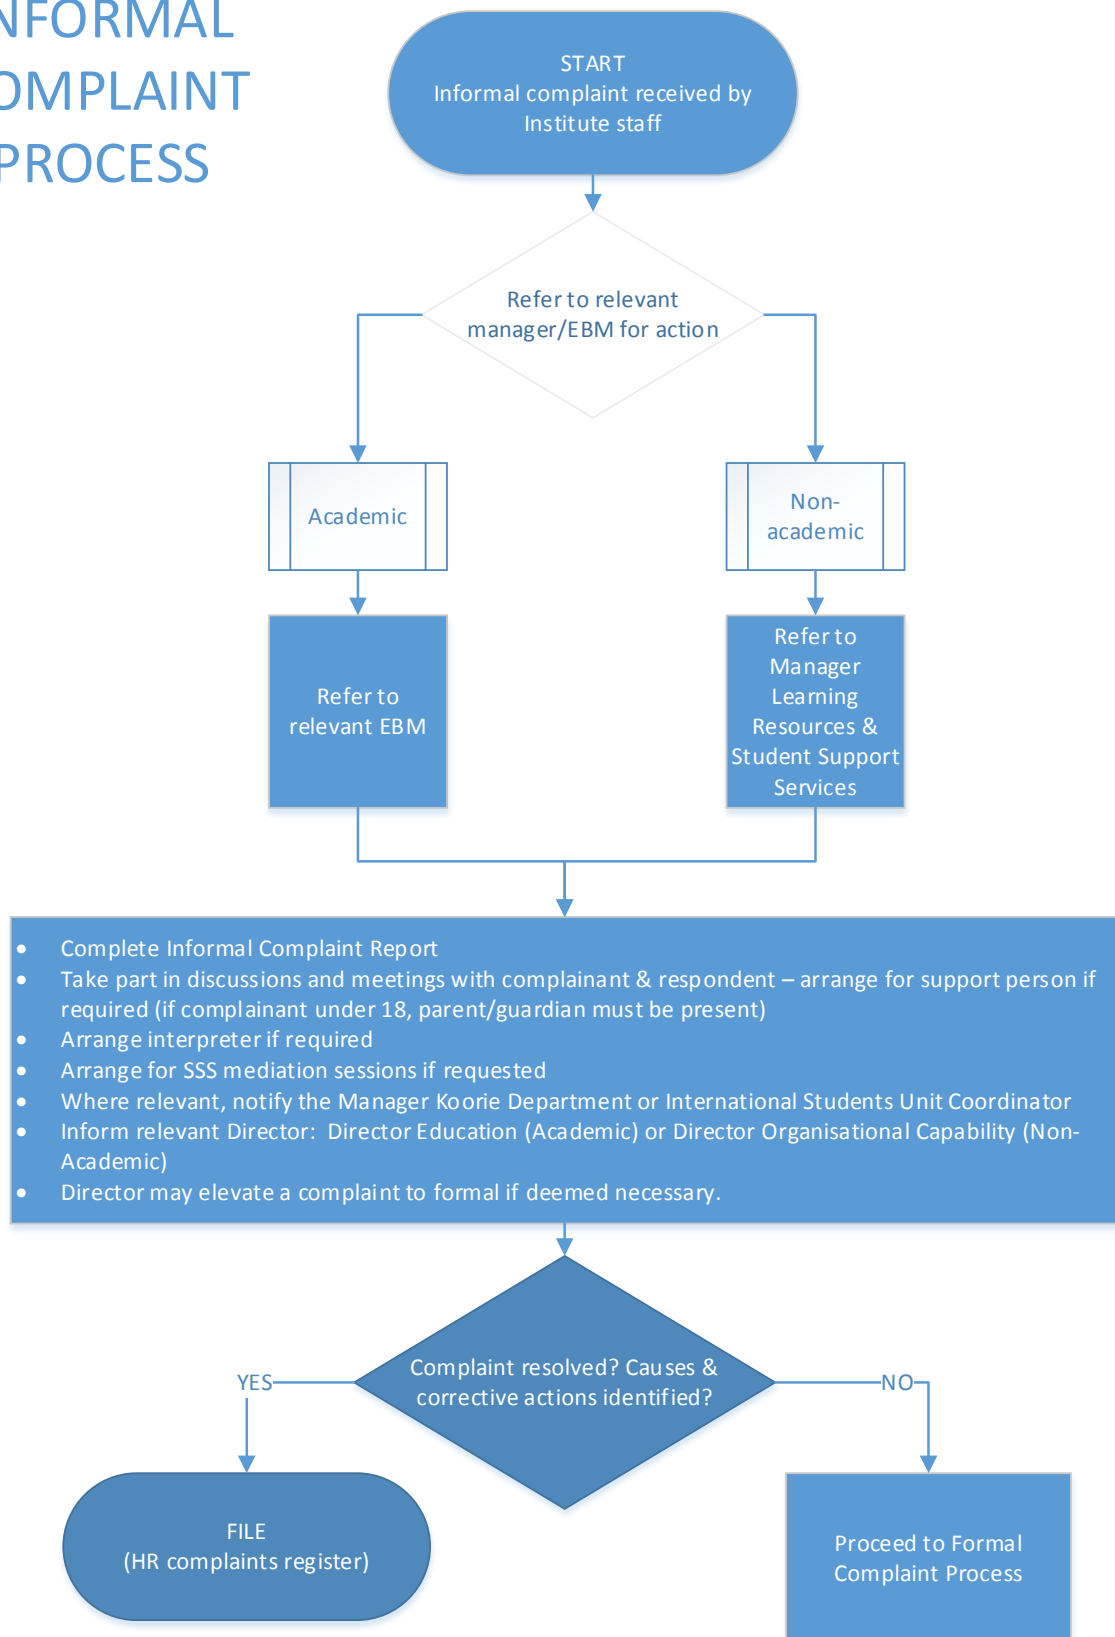 NFORMAL
OMPLAINT
PROCESS
START
Informal complaint received by
Institute staff
Refer to relevant
manager/EBM for action
Academic
Non-
academic
Refer to
relevant EBM
Refer to
Manager
Learning
Resources &
Student Support
Services
• Complete Informal Complaint Report
• Take part in discussions and meetings with complainant & respondent – arrange for support person if
required (if complainant under 18, parent/guardian must be present)
• Arrange interpreter if required
• Arrange for SSS mediation sessions if requested
• Where relevant, notify the Manager Koorie Department or International Students Unit Coordinator
• Inform relevant Director: Director Education (Academic) or Director Organisational Capability (Non-
Academic)
• Director may elevate a complaint to formal if deemed necessary.
Complaint resolved? Causes &
corrective actions identified?
YES
NO
FILE
(HR complaints register)
Proceed to Formal
Complaint Process